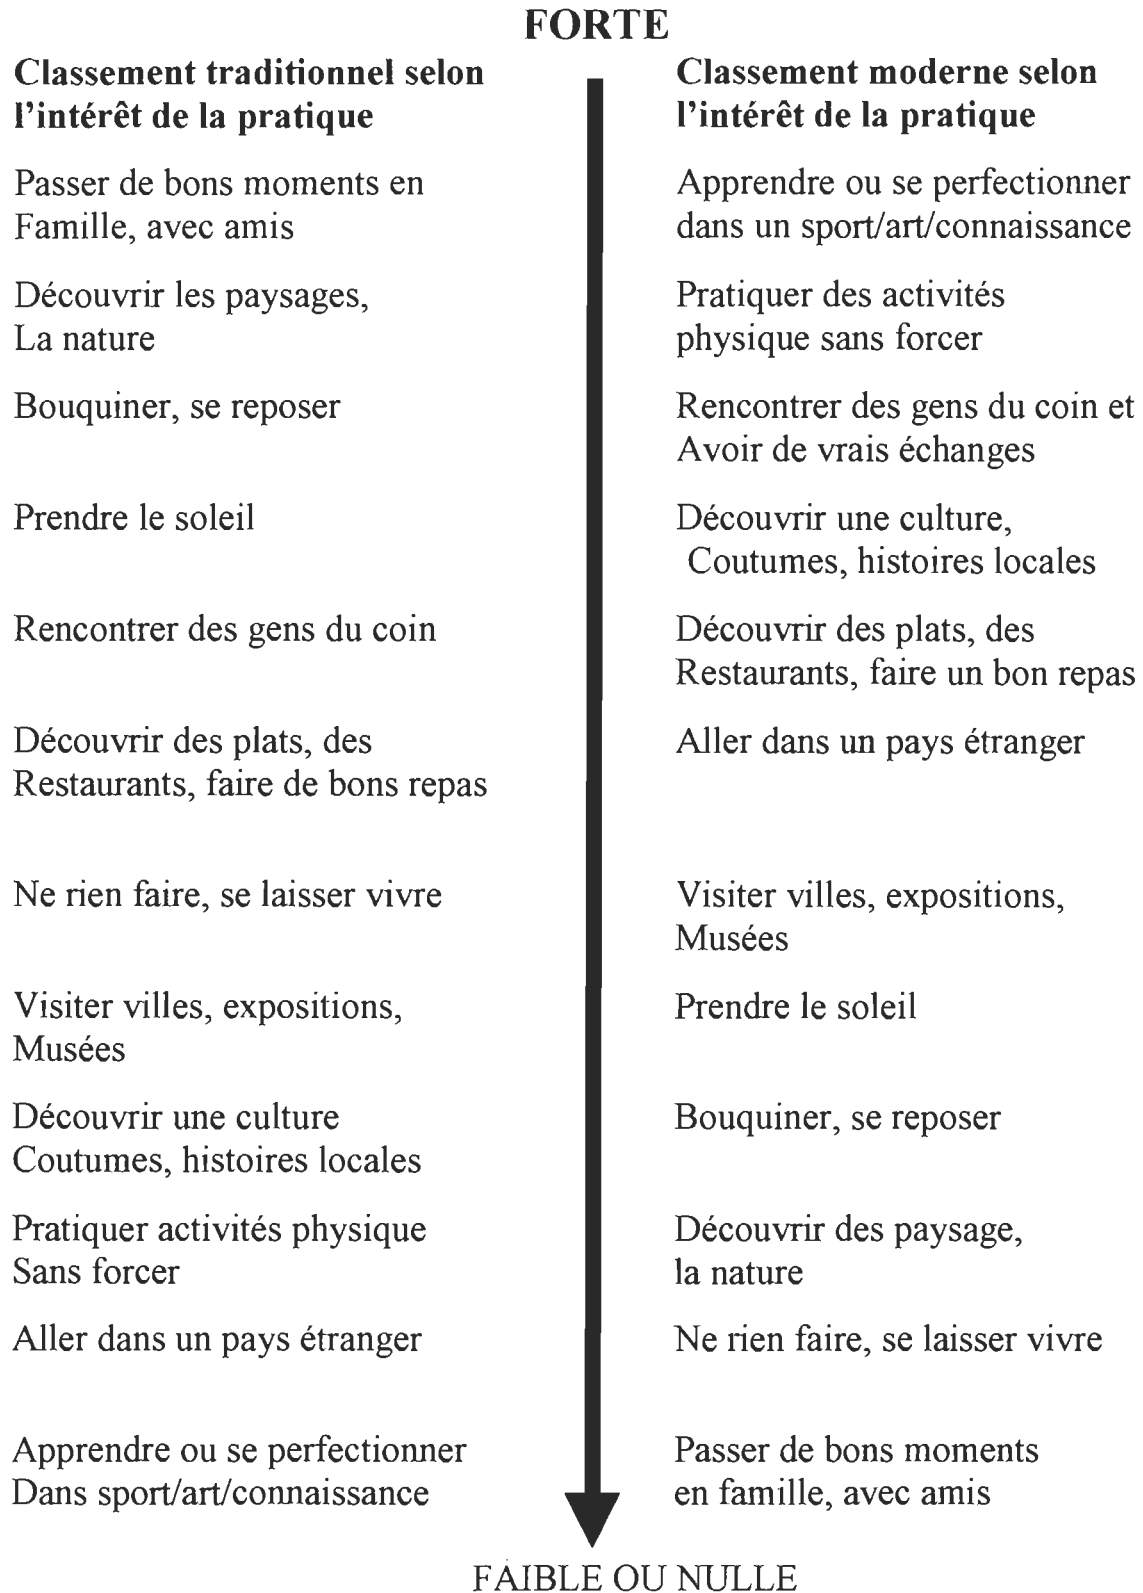 FORTE
Classement traditionnel selon
l'intérêt de la pratique
Passer de bons moments en
Famille, avec amis
Découvrir les paysages,
La nature
Bouquiner, se reposer
Prendre le soleil
Rencontrer des gens du coin
Découvrir des plats, des
Restaurants, faire de bons repas
Ne rien faire, se laisser vivre
Visiter villes, expositions,
Musées
Découvrir une culture
Coutumes, histoires locales
Pratiquer activités physique
Sans forcer
Aller dans un pays étranger
Apprendre ou se perfectionner
Dans sport/art/connaissance
Classement moderne selon
l'intérêt de la pratique
Apprendre ou se perfectionner
dans un sport/art/connaissance
Pratiquer des activités
physique sans forcer
Rencontrer des gens du coin et
Avoir de vrais échanges
Découvrir une culture,
Coutumes, histoires locales
Découvrir des plats, des
Restaurants, faire un bon repas
Aller dans un pays étranger
Visiter villes, expositions,
Musées
Prendre le soleil
Bouquiner, se reposer
Découvrir des paysage,
la nature
Ne rien faire, se laisser vivre
Passer de bons moments
en famille, avec amis
FAIBLE OU NULLE